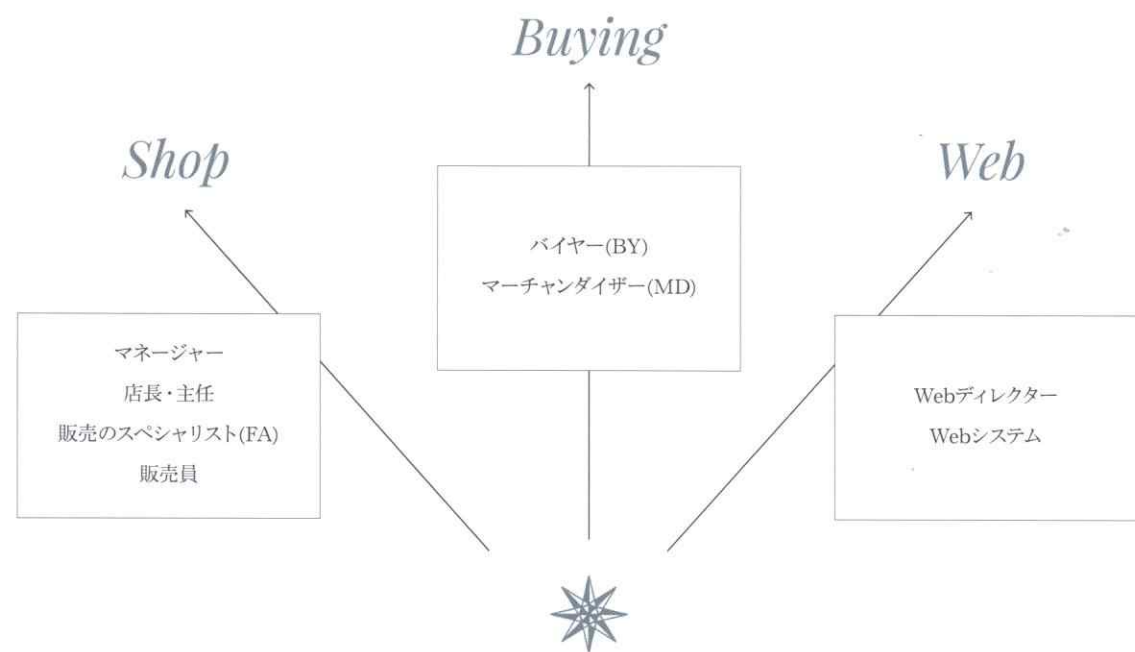 Buying
Shop
Web
バイヤー(BY)
マーチャンダイザー(MD)
マネージャー
店長・主任
販売のスペシャリスト(FA)
販売員
Webディレクター
Webシステム